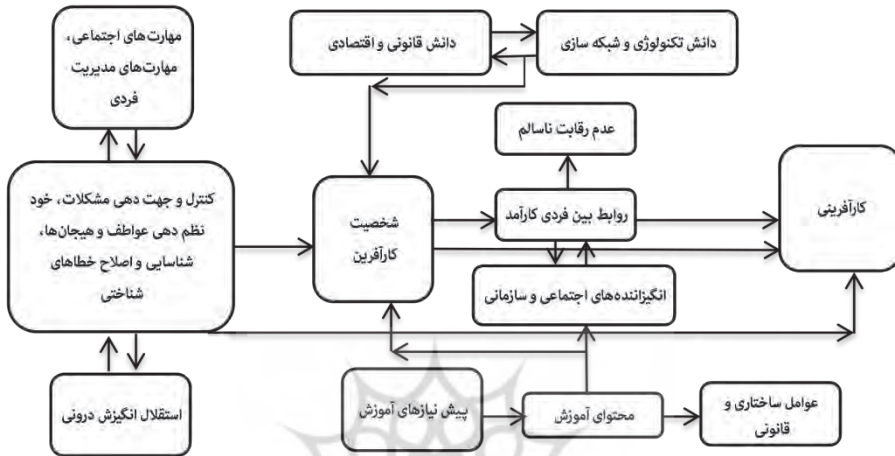 مهارت‌های اجتماعی،
مهارت‌های مدیریت
فردی
دانش قانونی و اقتصادی
دانش تکنولوژی و شبکه سازی
عدم رقابت ناسالم
کنترل و جهت دهی مشکلات، خود
نظم دهی عواطف و هیجان‌ها،
شناسایی و اصلاح خطاهای
شناختی
شخصیت
کارآفرین
روابط بین فردی کارآمد
کارآفرینی
انگیزاننده‌های اجتماعی و سازمانی
استقلال انگیزش درونی
پیش نیازهای آموزش
محتوای آموزش
عوامل ساختاری و
قانونی